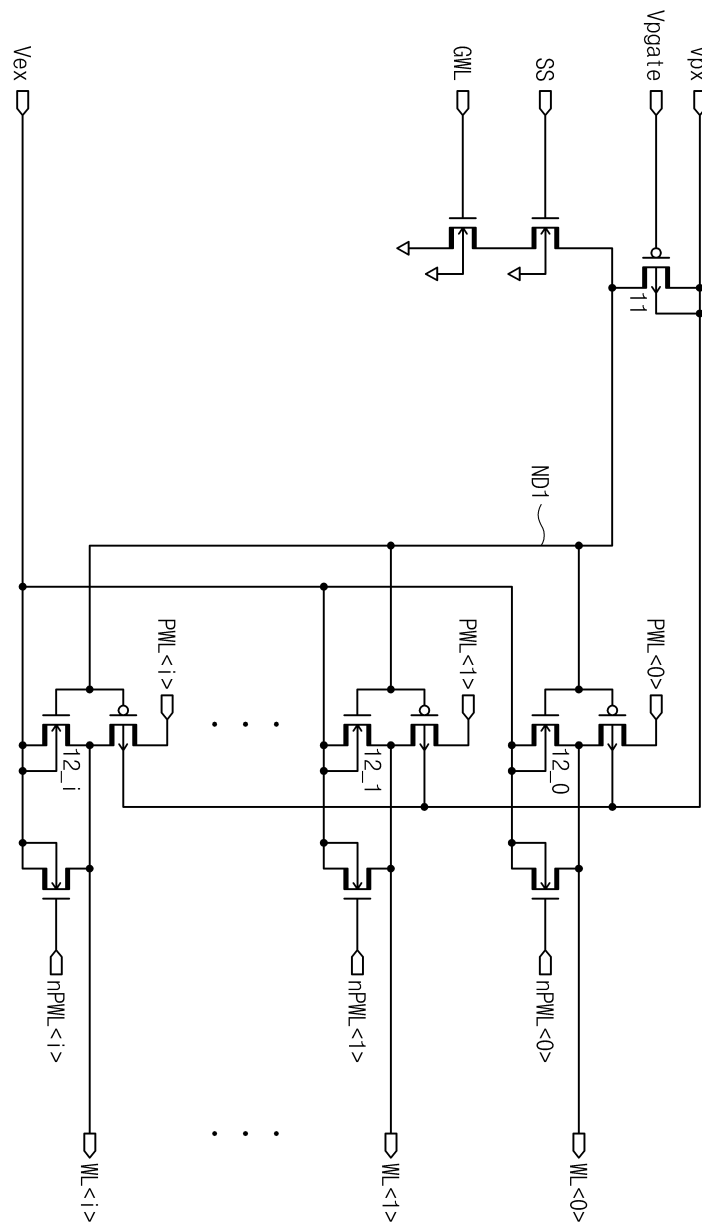 Vpx
Vpgate
SS
GWL
Vex
11
ND1
PWL<0>
12_0
nPWL<0>
WL<0>
PWL<1>
12_1
nPWL<1>
WL<1>
. . .
. . .
PWL<i>
12_i
nPWL<i>
WL<i>